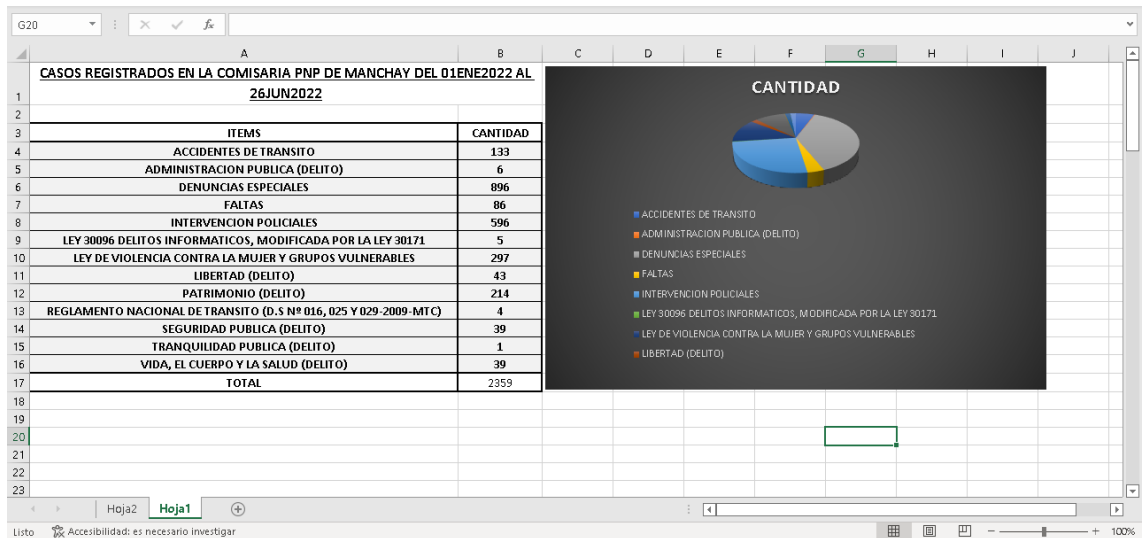 G20
fx
A B C D E F G H I J
1 CASOS REGISTRADOS EN LA COMISARIA PNP DE MANCHAY DEL 01ENE2022 AL
26JUN2022
2
3 ITEMS CANTIDAD
4 ACCIDENTES DE TRANSITO 133
5 ADMINISTRACION PUBLICA (DELITO) 6
6 DENUNCIAS ESPECIALES 896
7 FALTAS 86
8 INTERVENCION POLICIALES 596
9 LEY 30096 DELITOS INFORMATICOS, MODIFICADA POR LA LEY 30171 5
10 LEY DE VIOLENCIA CONTRA LA MUJER Y GRUPOS VULNERABLES 297
11 LIBERTAD (DELITO) 43
12 PATRIMONIO (DELITO) 214
13 REGLAMENTO NACIONAL DE TRANSITO (D.S Nº 016, 025 Y 029-2009-MTC) 4
14 SEGURIDAD PUBLICA (DELITO) 39
15 TRANQUILIDAD PUBLICA (DELITO) 1
16 VIDA, EL CUERPO Y LA SALUD (DELITO) 39
17 TOTAL 2359
18
19
20
21
22
23
CANTIDAD
ACCIDENTES DE TRANSITO
ADMINISTRACION PUBLICA (DELITO)
DENUNCIAS ESPECIALES
FALTAS
INTERVENCION POLICIALES
LEY 30096 DELITOS INFORMATICOS, MODIFICADA POR LA LEY 30171
LEY DE VIOLENCIA CONTRA LA MUJER Y GRUPOS VULNERABLES
LIBERTAD (DELITO)
Hoja2 Hoja1
Listo Accesibilidad: es necesario investigar 100%